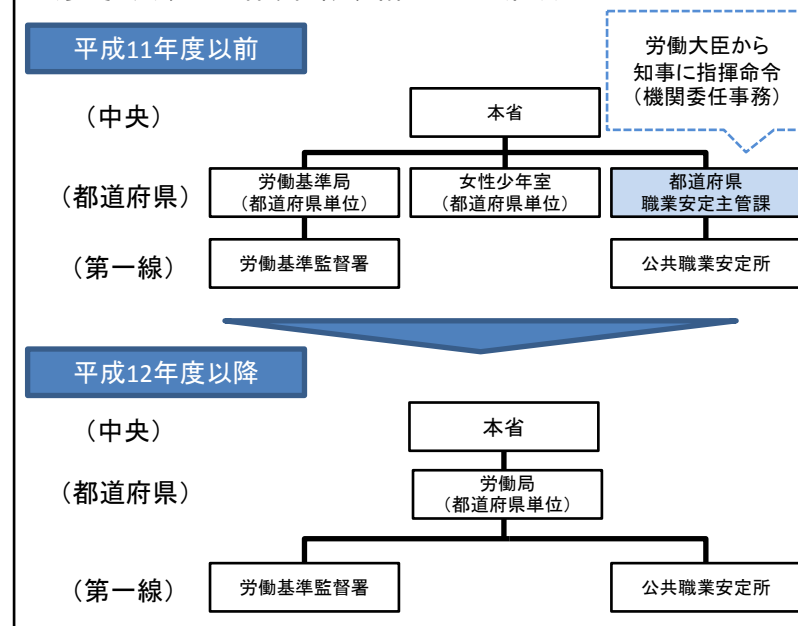 平成11年度以前
労働大臣から
知事に指揮命令
（機関委任事務）
（中央）
本省
（都道府県）
労働基準局
（都道府県単位）
女性少年室
（都道府県単位）
都道府県
職業安定主管課
（第一線）
労働基準監督署
公共職業安定所
平成12年度以降
（中央）
本省
（都道府県）
労働局
（都道府県単位）
（第一線）
労働基準監督署
公共職業安定所